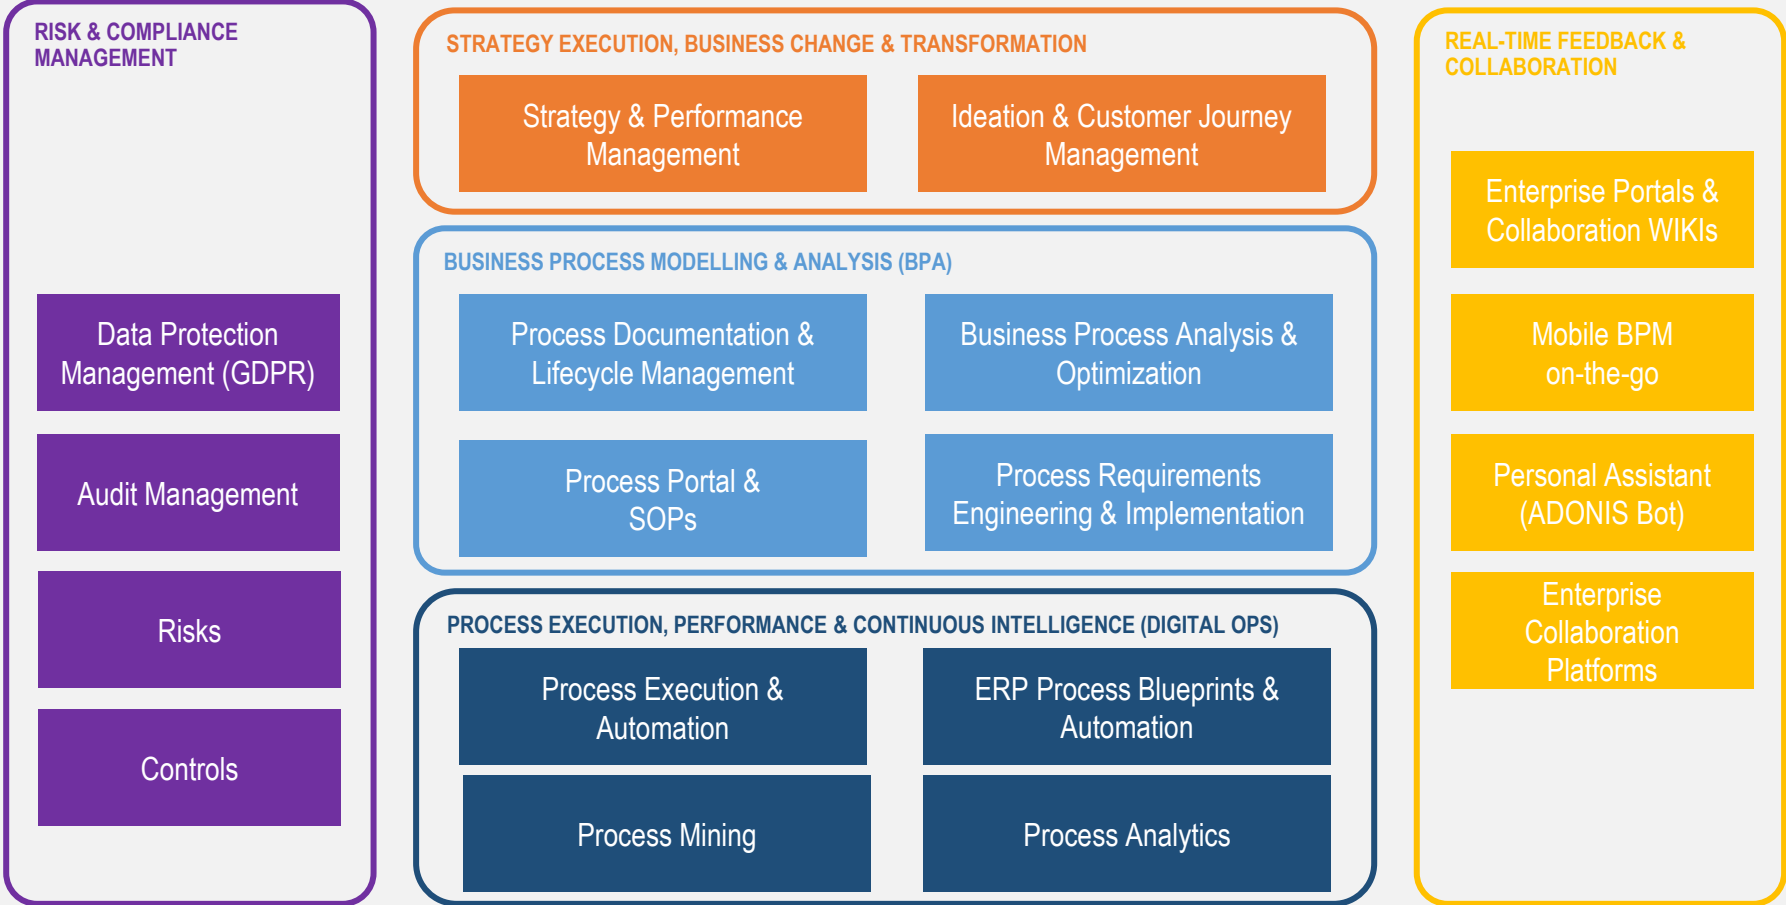 RISK & COMPLIANCE
MANAGEMENT
Data Protection
Management (GDPR)
Audit Management
Risks
Controls
STRATEGY EXECUTION, BUSINESS CHANGE & TRANSFORMATION
Strategy & Performance
Management
Ideation & Customer Journey
Management
BUSINESS PROCESS MODELLING & ANALYSIS (BPA)
Process Documentation &
Lifecycle Management
Business Process Analysis &
Optimization
Process Portal &
SOPs
Process Requirements
Engineering & Implementation
PROCESS EXECUTION, PERFORMANCE & CONTINUOUS INTELLIGENCE (DIGITAL OPS)
Process Execution &
Automation
ERP Process Blueprints &
Automation
Process Mining
Process Analytics
REAL-TIME FEEDBACK &
COLLABORATION
Enterprise Portals &
Collaboration WIKIs
Mobile BPM
on-the-go
Personal Assistant
(ADONIS Bot)
Enterprise
Collaboration
Platforms